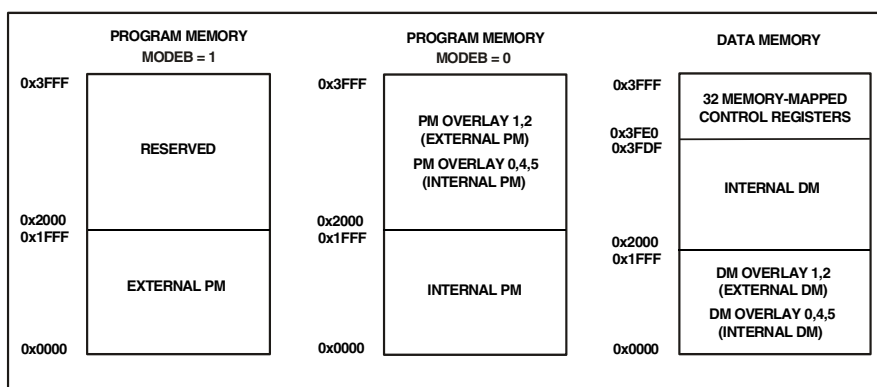 PROGRAM MEMORY
MODEB = 1
0x3FFF
RESERVED
0x2000
0x1FFF
EXTERNAL PM
0x0000
PROGRAM MEMORY
MODEB = 0
0x3FFF
PM OVERLAY 1,2
(EXTERNAL PM)
PM OVERLAY 0,4,5
(INTERNAL PM)
0x2000
0x1FFF
INTERNAL PM
0x0000
DATA MEMORY
0x3FFF
32 MEMORY-MAPPED
CONTROL REGISTERS
0x3FE0
0x3FDF
INTERNAL DM
0x2000
0x1FFF
DM OVERLAY 1,2
(EXTERNAL DM)
DM OVERLAY 0,4,5
(INTERNAL DM)
0x0000